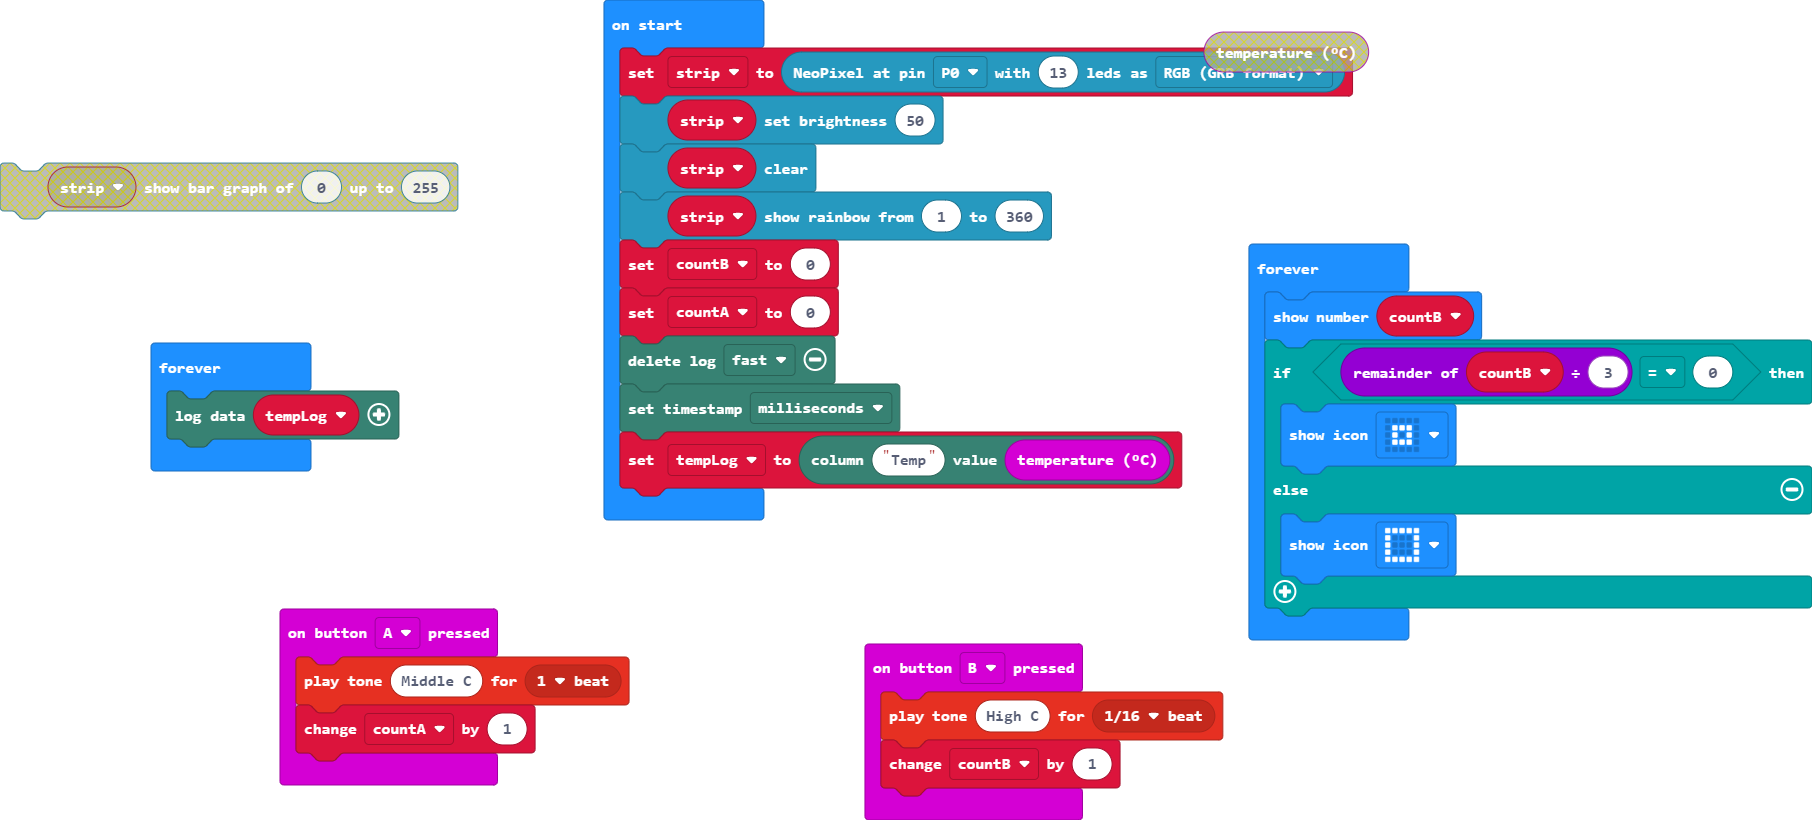 on start
set strip to NeoPixel at pin P0 with 13 leds as RGB (GRB format)
temperature (ºC)
strip set brightness 50
strip clear
strip show rainbow from 1 to 360
set countB to 0
set countA to 0
delete log fast
set timestamp milliseconds
set tempLog to column "Temp" value temperature (ºC)
strip show bar graph of 0 up to 255
forever
log data tempLog
forever
show number countB
if remainder of countB ÷ 3 = 0 then
show icon
else
show icon
on button A pressed
play tone Middle C for 1 beat
change countA by 1
on button B pressed
play tone High C for 1/16 beat
change countB by 1